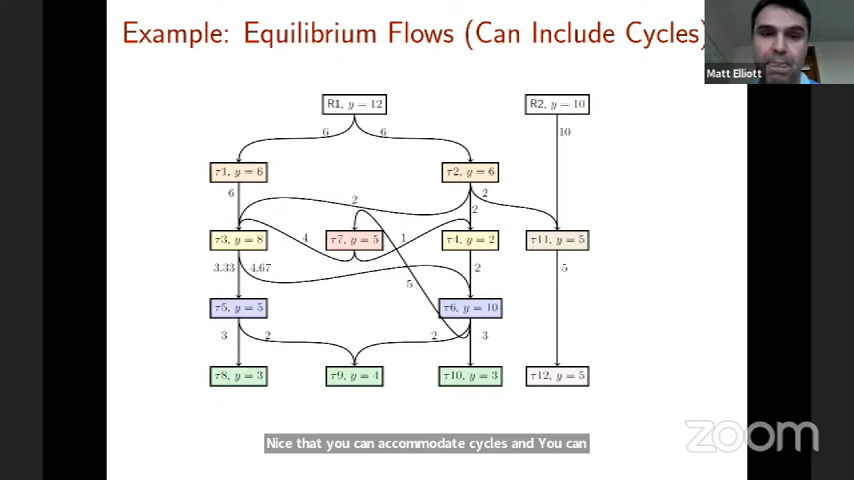 Example: Equilibrium Flows (Can Include Cycles)
Matt Elliott
R1, y = 12
R2, y = 10
6
6
10
τ1, y = 6
τ2, y = 6
6
2
2
2
τ3, y = 8
4
τ7, y = 5
1
τ4, y = 2
τ11, y = 5
3.33
4.67
5
2
5
τ5, y = 5
τ6, y = 10
3
2
2
3
τ8, y = 3
τ9, y = 4
τ10, y = 3
τ12, y = 5
Nice that you can accommodate cycles and You can
zoom